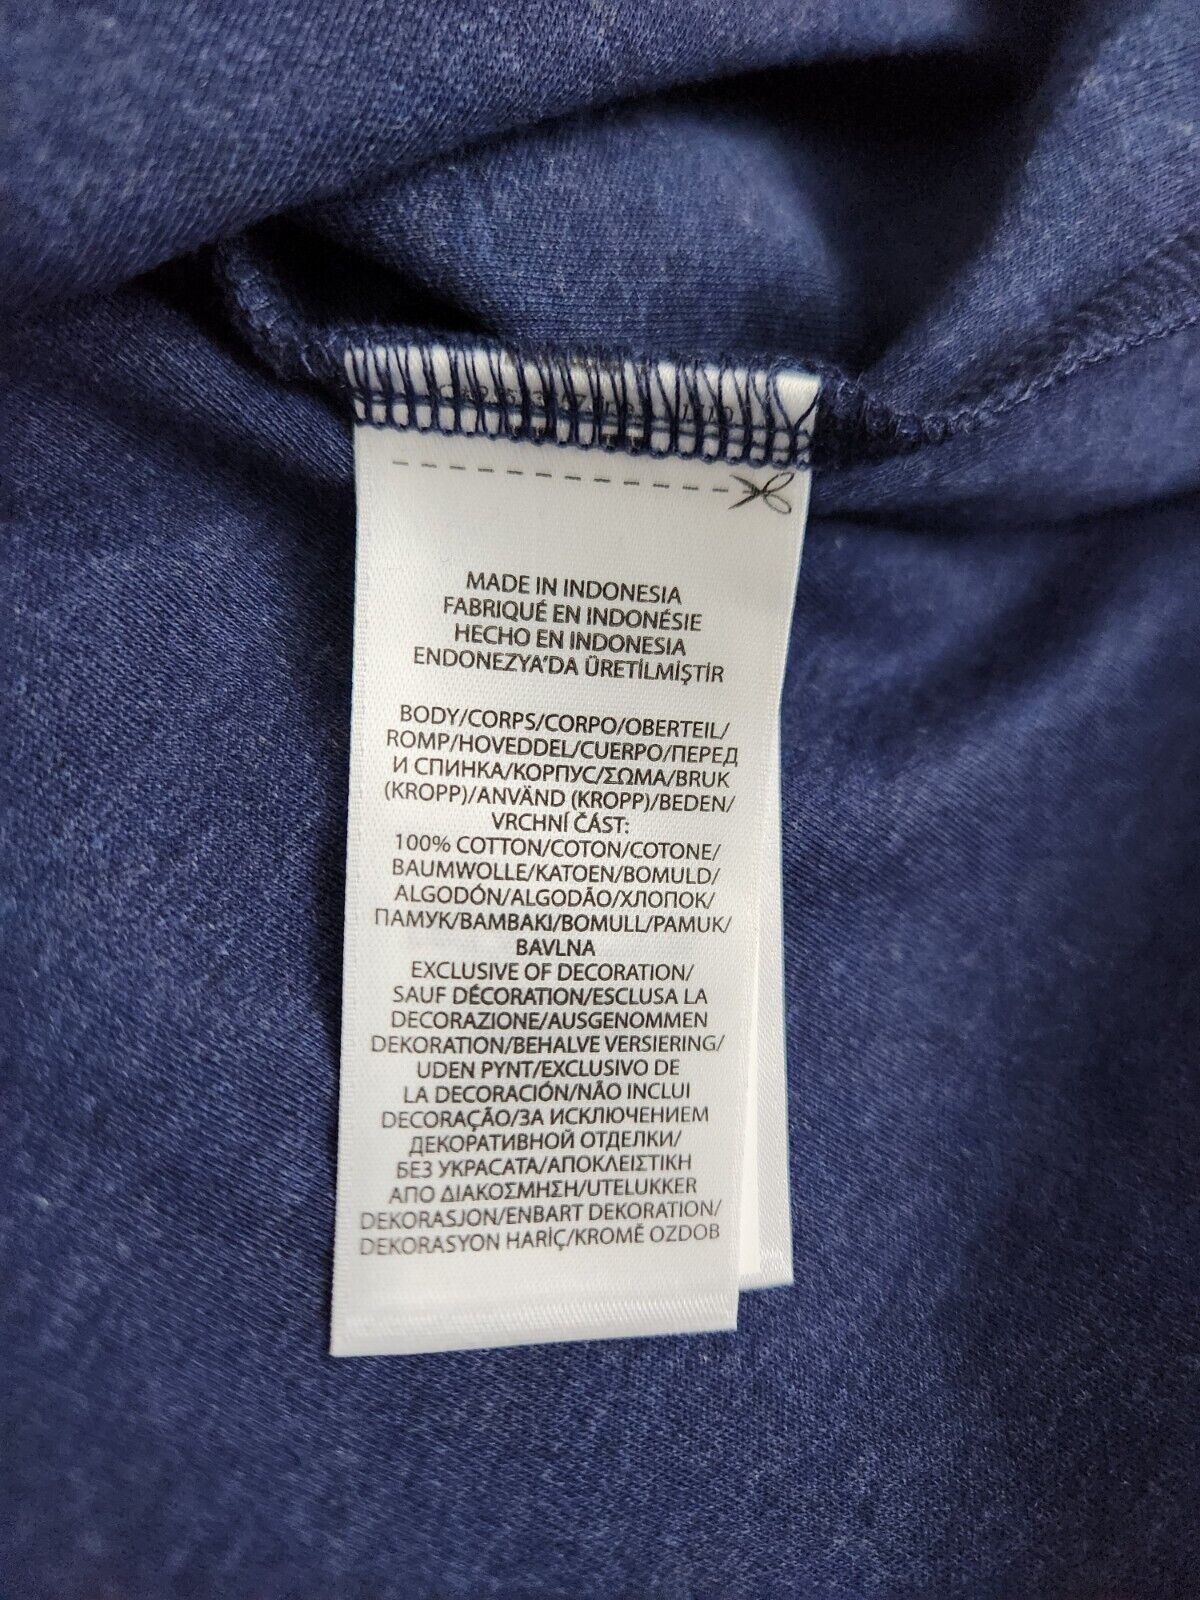 MADE IN INDONESIA
FABRIQUÉ EN INDONÉSIE
HECHO EN INDONESIA
ENDONEZYA'DA ÜRETİLMİŞTİR
BODY/CORPS/CORPO/OBERTEIL/
ROMP/HOVEDDEL/CUERPO/ПЕРЕД
И СПИНКА/КОРПУС/ΣΩΜΑ/BRUK
(KROPP)/ANVÄND (KROPP)/BEDEN/
VRCHNÍ ČÁST:
100% COTTON/COTON/COTONE/
BAUMWOLLE/KATOEN/BOMULD/
ALGODÓN/ALGODÃO/ХЛОПОК/
ПАМУК/BAMBAKI/BOMULL/PAMUK/
BAVLNA
EXCLUSIVE OF DECORATION/
SAUF DÉCORATION/ESCLUSA LA
DECORAZIONE/AUSGENOMMEN
DEKORATION/BEHALVE VERSIERING/
UDEN PYNT/EXCLUSIVO DE
LA DECORACIÓN/NÃO INCLUI
DECORAÇÃO/ЗА ИСКЛЮЧЕНИЕМ
ДЕКОРАТИВНОЙ ОТДЕЛКИ/
БЕЗ УКРАСАТА/ΑΠΟΚΛΕΙΣΤΙΚΗ
ΑΠΟ ΔΙΑΚΟΣΜΗΣΗ/UTELUKKER
DEKORASJON/ENBART DEKORATION/
DEKORASYON HARİÇ/KROMĚ OZDOB